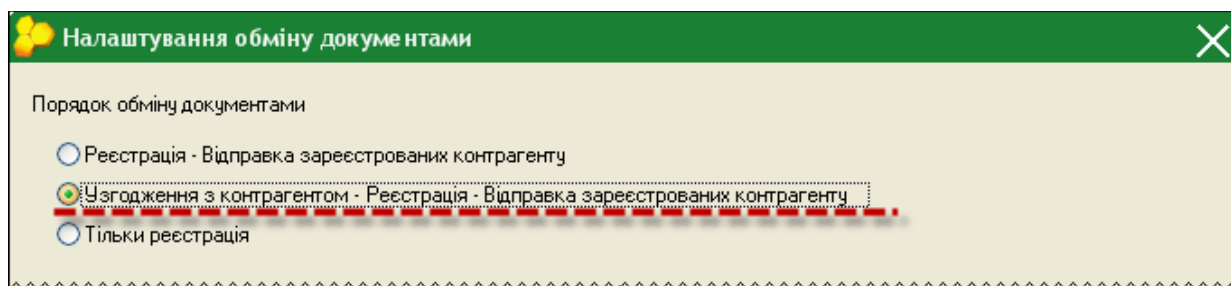 Налаштування обміну документами
Порядок обміну документами
Реєстрація - Відправка зареєстрованих контрагенту
Узгодження з контрагентом - Реєстрація - Відправка зареєстрованих контрагенту
Тільки реєстрація